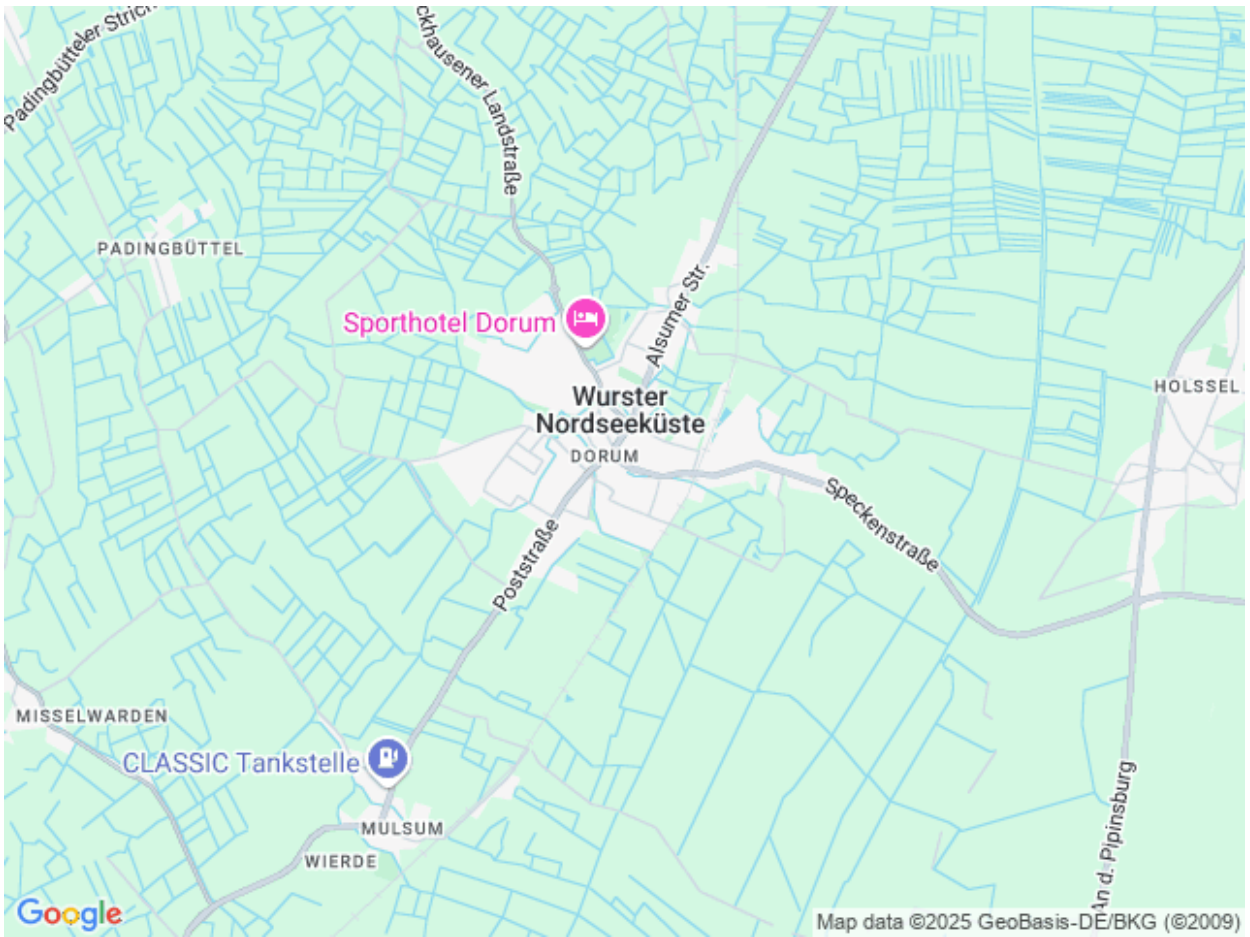 Padingbütteler Strich
ckhausener Landstraße
PADINGBÜTTEL
Alsumer Str.
Sporthotel Dorum
HOLSSEL
Wurster
Nordseeküste
DORUM
Speckenstraße
Poststraße
MISSELWARDEN
CLASSIC Tankstelle
An d. Pipinsburg
MULSUM
WIERDE
Google
Map data ©2025 GeoBasis-DE/BKG (©2009)